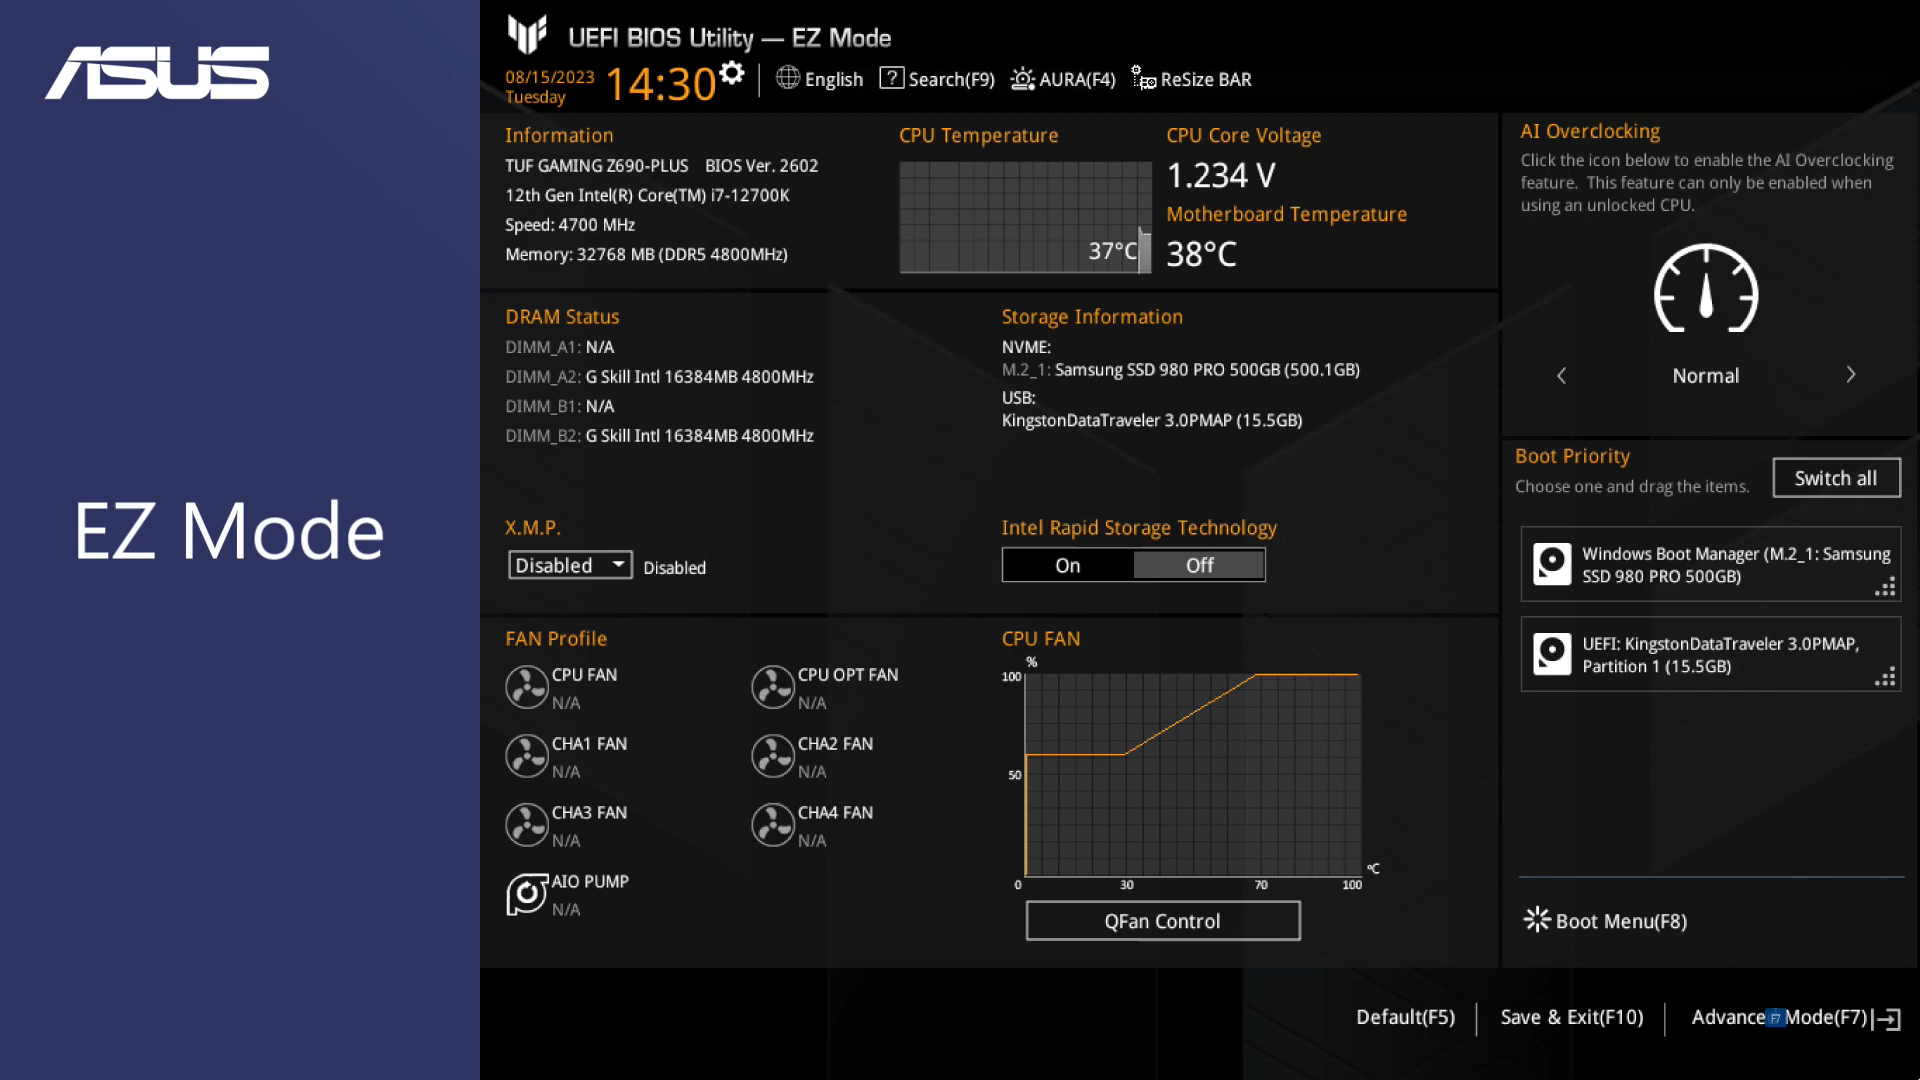 ASUS
EZ Mode
UEFI BIOS Utility — EZ Mode
08/15/2023
Tuesday
14:30
English
? Search(F9)
AURA(F4)
ReSize BAR
Information
TUF GAMING Z690-PLUS BIOS Ver. 2602
12th Gen Intel(R) Core(TM) i7-12700K
Speed: 4700 MHz
Memory: 32768 MB (DDR5 4800MHz)
CPU Temperature
37°C
CPU Core Voltage
1.234 V
Motherboard Temperature
38°C
AI Overclocking
Click the icon below to enable the AI Overclocking
feature. This feature can only be enabled when
using an unlocked CPU.
Normal
DRAM Status
DIMM_A1: N/A
DIMM_A2: G Skill Intl 16384MB 4800MHz
DIMM_B1: N/A
DIMM_B2: G Skill Intl 16384MB 4800MHz
Storage Information
NVME:
M.2_1: Samsung SSD 980 PRO 500GB (500.1GB)
USB:
KingstonDataTraveler 3.0PMAP (15.5GB)
X.M.P.
Disabled
Disabled
Intel Rapid Storage Technology
On
Off
Boot Priority
Choose one and drag the items.
Switch all
Windows Boot Manager (M.2_1: Samsung
SSD 980 PRO 500GB)
UEFI: KingstonDataTraveler 3.0PMAP,
Partition 1 (15.5GB)
FAN Profile
CPU FAN
N/A
CPU OPT FAN
N/A
CHA1 FAN
N/A
CHA2 FAN
N/A
CHA3 FAN
N/A
CHA4 FAN
N/A
AIO PUMP
N/A
CPU FAN
%
100
50
0
30
70
100
°C
QFan Control
Boot Menu(F8)
Default(F5)
Save & Exit(F10)
Advance F7 Mode(F7)